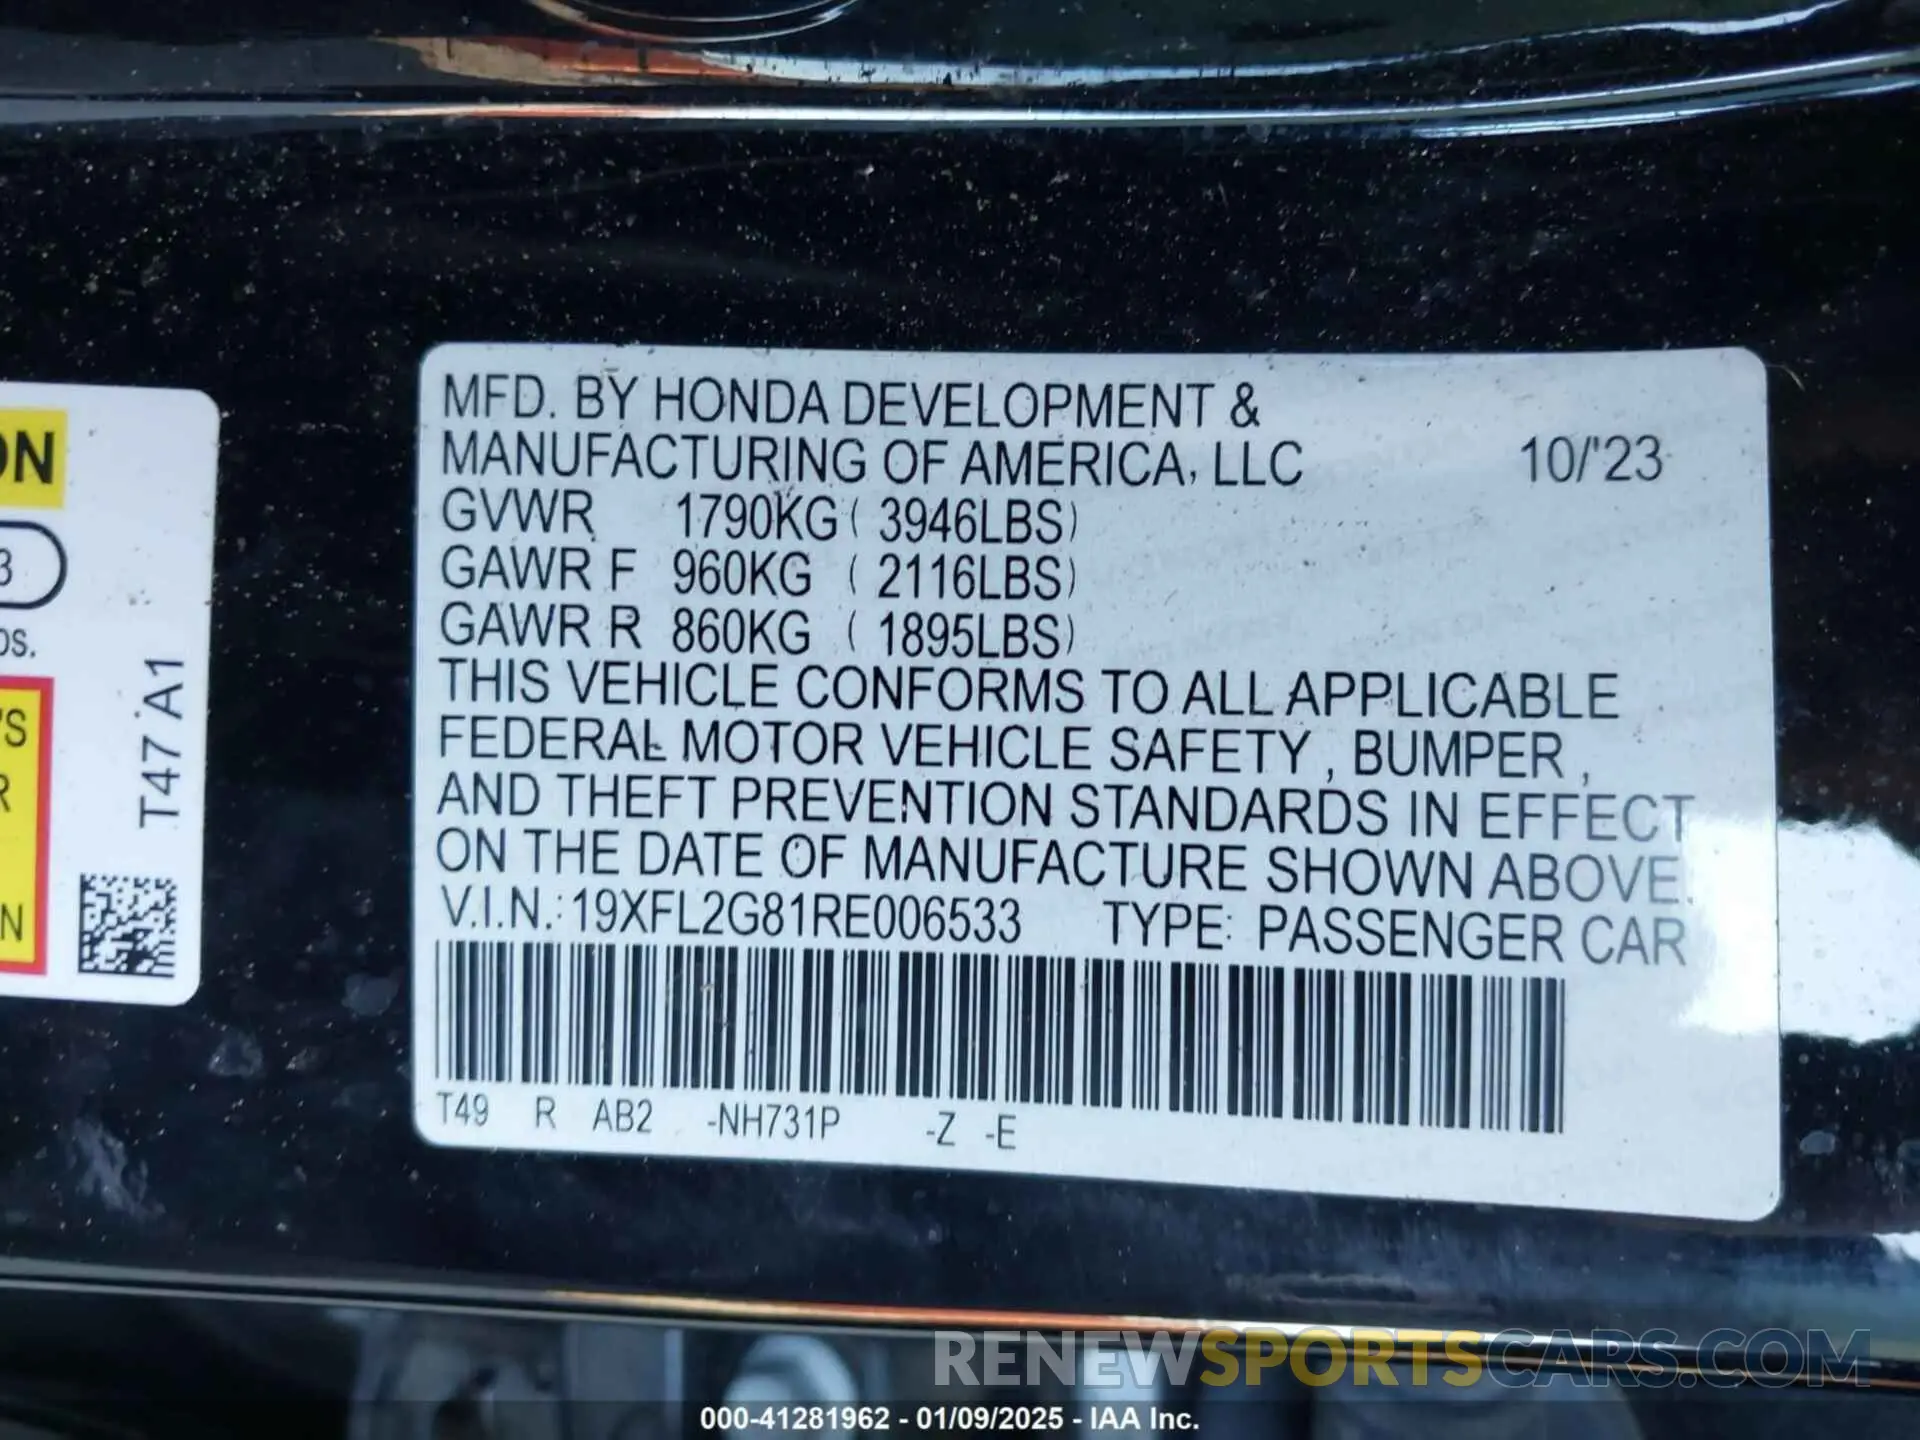 MFD. BY HONDA DEVELOPMENT &
MANUFACTURING OF AMERICA, LLC 10/'23
GVWR 1790KG ( 3946LBS)
GAWR F 960KG ( 2116LBS)
GAWR R 860KG ( 1895LBS)
THIS VEHICLE CONFORMS TO ALL APPLICABLE
FEDERAL MOTOR VEHICLE SAFETY , BUMPER ,
AND THEFT PREVENTION STANDARDS IN EFFECT
ON THE DATE OF MANUFACTURE SHOWN ABOVE.
V.I.N.: 19XFL2G81RE006533 TYPE: PASSENGER CAR
T49 R AB2 -NH731P -Z -E
ON
3
os.
'S
R
N
T47 A1
RENEWSPORTSCARS.COM
000-41281962 - 01/09/2025 - IAA Inc.